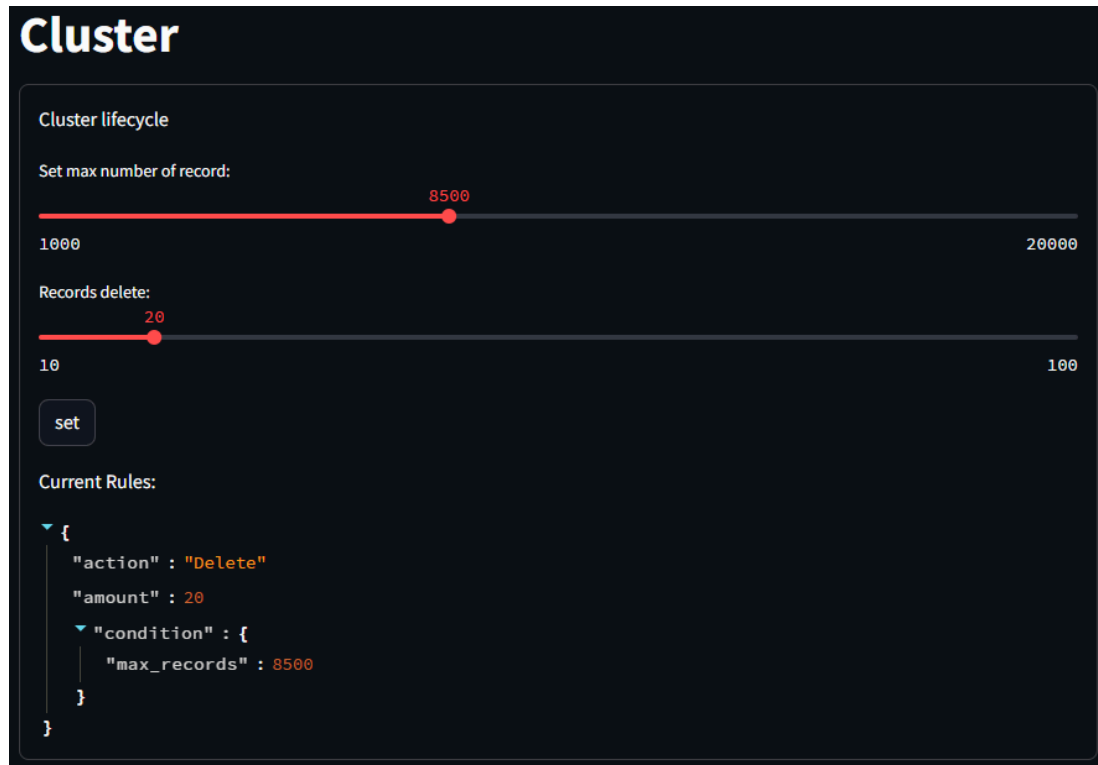 Cluster
Cluster lifecycle
Set max number of record:
8500
1000 20000
Records delete:
20
10 100
set
Current Rules:
{
"action" : "Delete"
"amount" : 20
"condition" : {
"max_records" : 8500
}
}